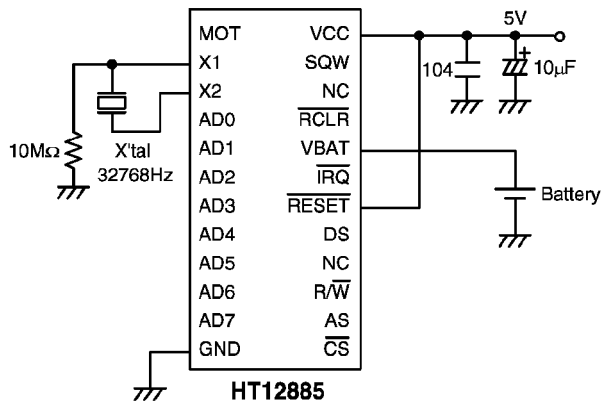 5V
MOT VCC
X1 SQW
104
10µF
X2 NC
AD0 RCLR
10MΩ
X'tal
32768Hz
AD1 VBAT
AD2 IRQ
Battery
AD3 RESET
AD4 DS
AD5 NC
AD6 R/W
AD7 AS
GND CS
HT12885